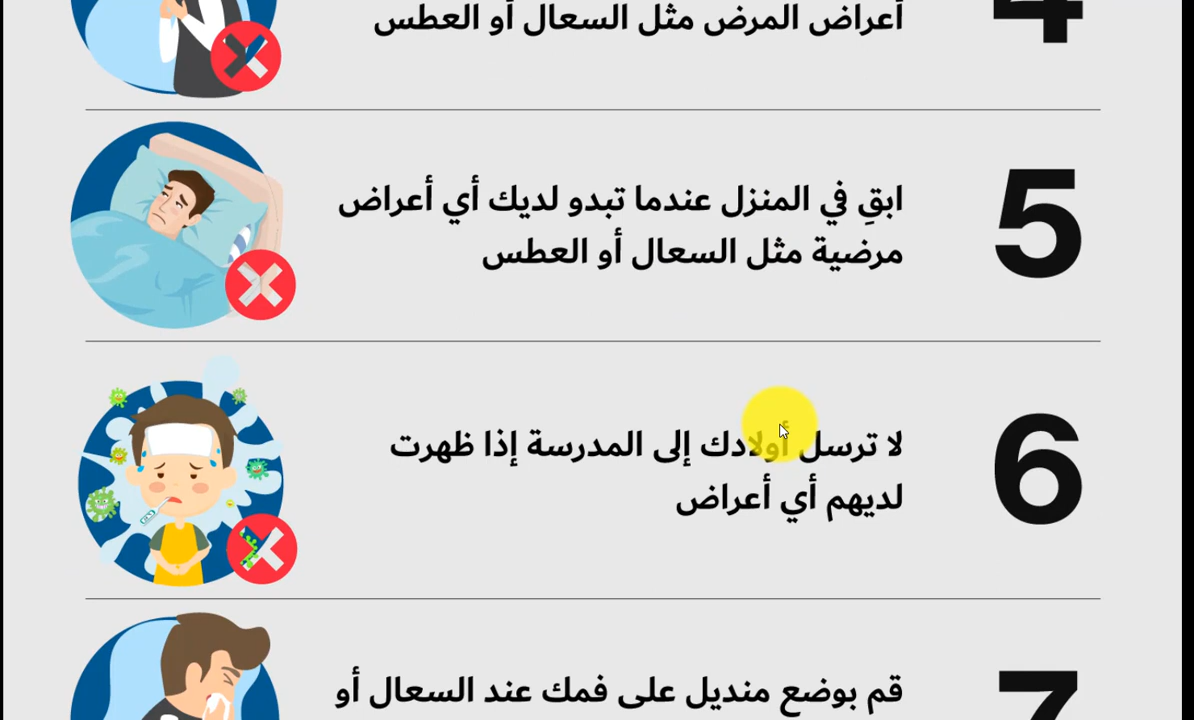 4
أعراض المرض مثل السعال أو العطس
5
ابقِ في المنزل عندما تبدو لديك أي أعراض
مرضية مثل السعال أو العطس
6
لا ترسل أولادك إلى المدرسة إذا ظهرت
لديهم أي أعراض
7
قم بوضع منديل على فمك عند السعال أو